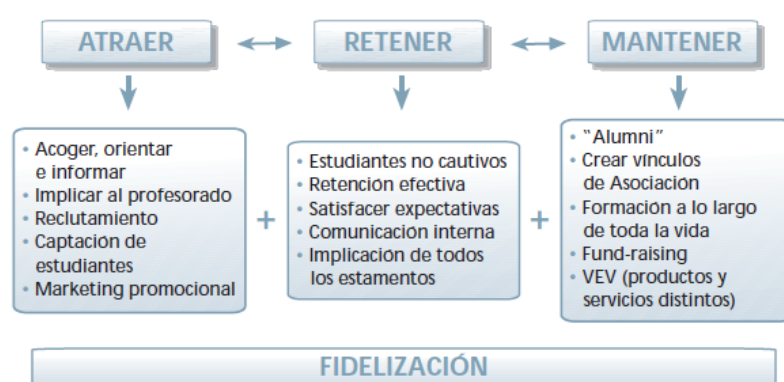 ATRAER
RETENER
MANTENER
• Acoger, orientar
e informar
• Implicar al profesorado
• Reclutamiento
• Captación de
estudiantes
• Marketing promocional
+
• Estudiantes no cautivos
• Retención efectiva
• Satisfacer expectativas
• Comunicación interna
• Implicación de todos
los estamentos
+
• "Alumni"
• Crear vínculos
de Asociación
• Formación a lo largo
de toda la vida
• Fund-raising
• VEV (productos y
servicios distintos)
FIDELIZACIÓN